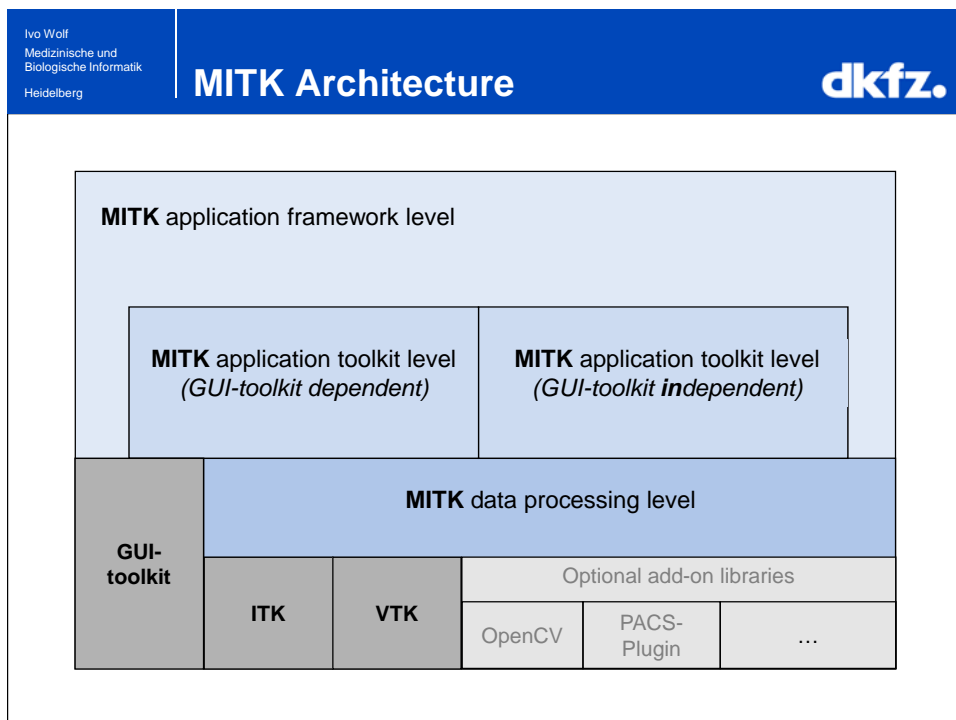 Ivo Wolf
Medizinische und
Biologische Informatik
Heidelberg
MITK Architecture
dkfz.
MITK application framework level
MITK application toolkit level
(GUI-toolkit dependent)
MITK application toolkit level
(GUI-toolkit independent)
MITK data processing level
GUI-
toolkit
ITK
VTK
Optional add-on libraries
OpenCV
PACS-
Plugin
…